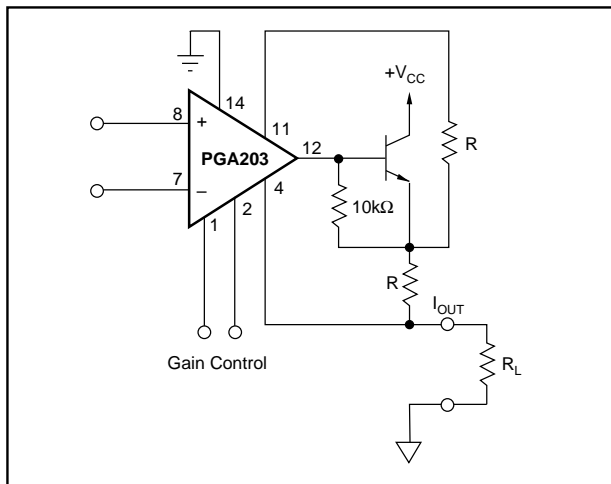 +V_CC
14
8
+
11
PGA203
12
R
7
–
4
10kΩ
2
1
R
I_OUT
Gain Control
R_L